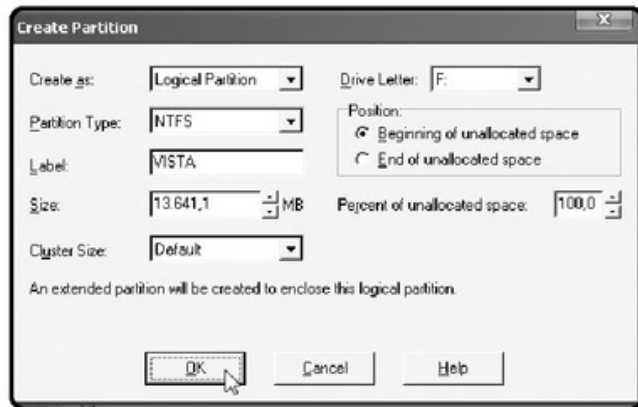 Create Partition
Create as: Logical Partition Drive Letter: F:
Partition Type: NTFS Position:
Beginning of unallocated space
Label: VISTA End of unallocated space
Size: 13.641,1 MB Percent of unallocated space: 100,0
Cluster Size: Default
An extended partition will be created to enclose this logical partition.
OK Cancel Help